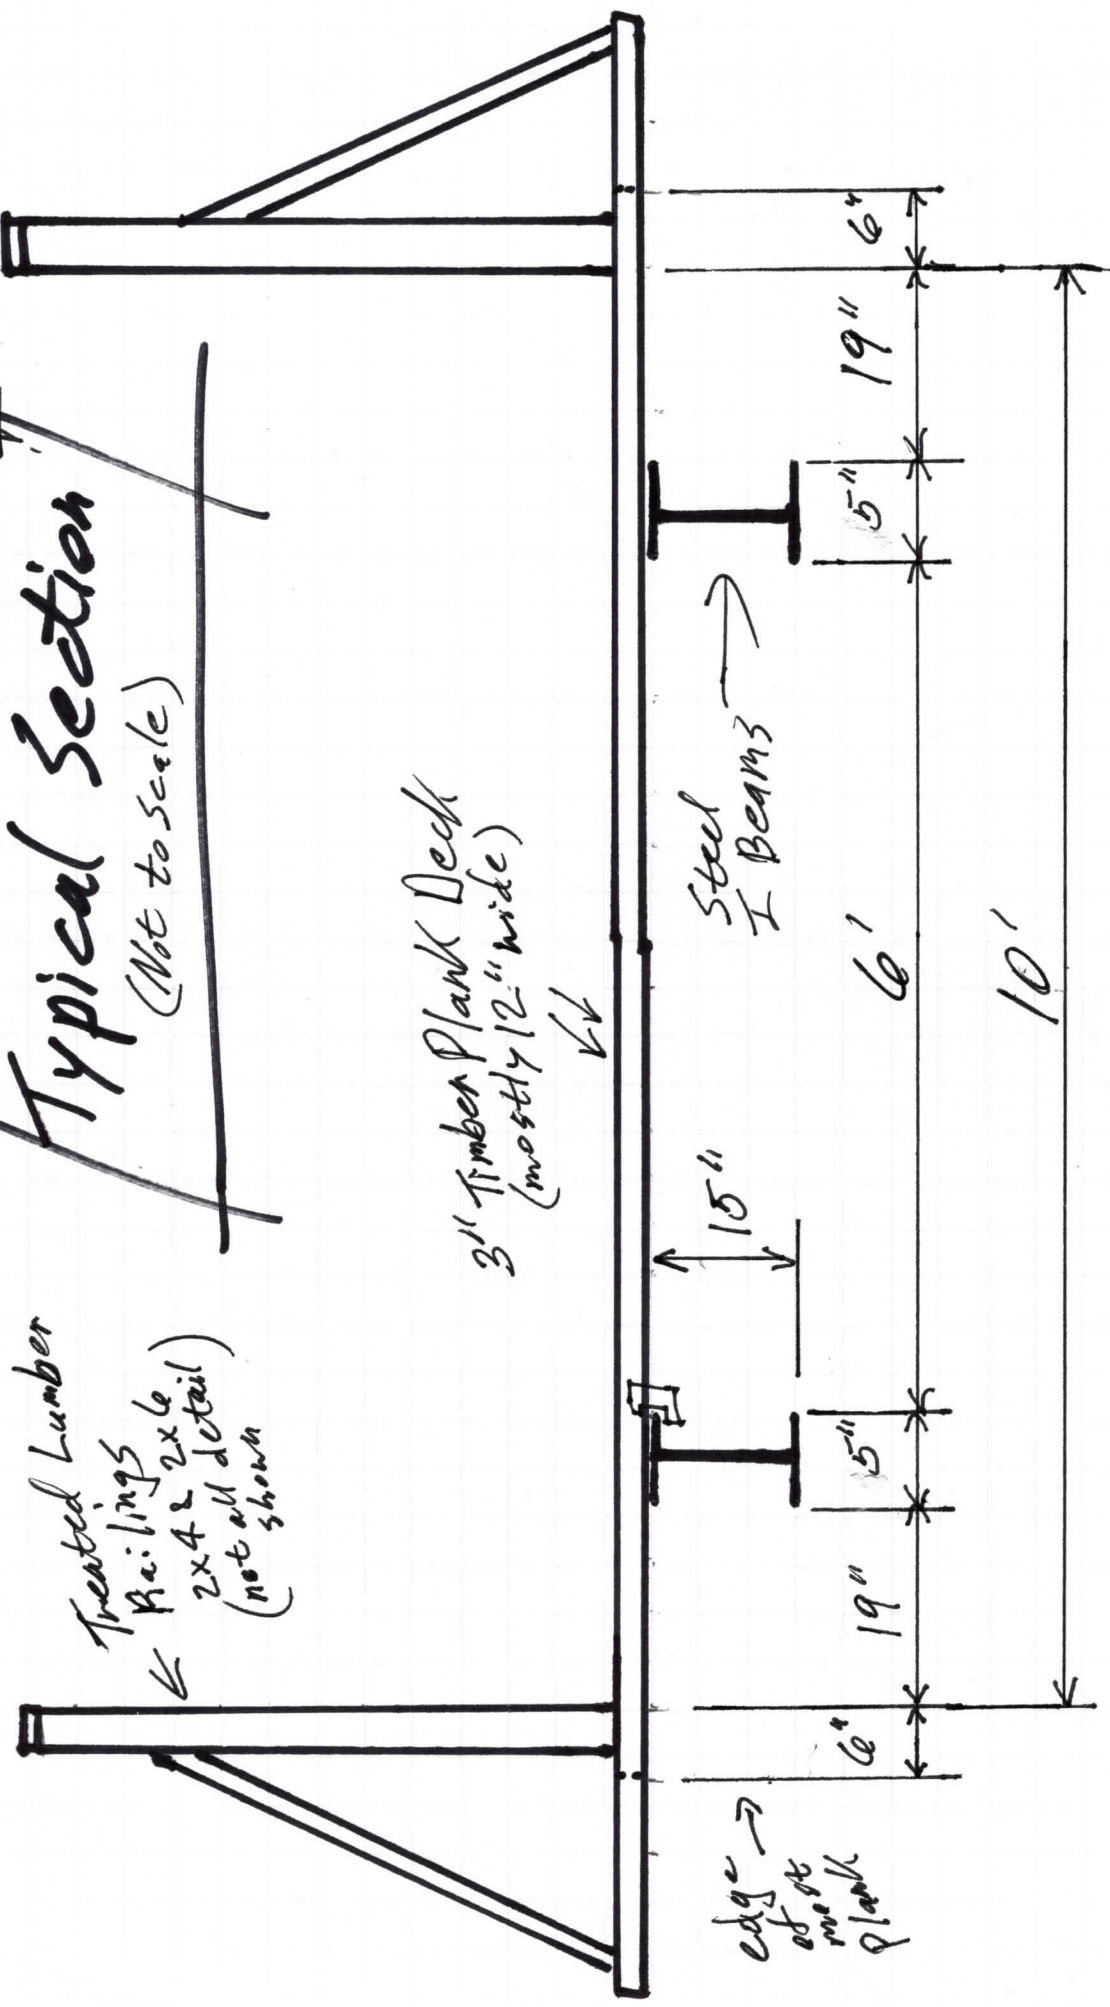 Typical Section
(Not to scale)
Treated Lumber
Railings
2x4 & 2x6
(not all detail)
shown
3" Timber Plank Deck
(mostly 12" wide)
Steel
I Beams
15"
edge
of most
plank
6"
19"
5"
6'
5"
19"
6"
10'